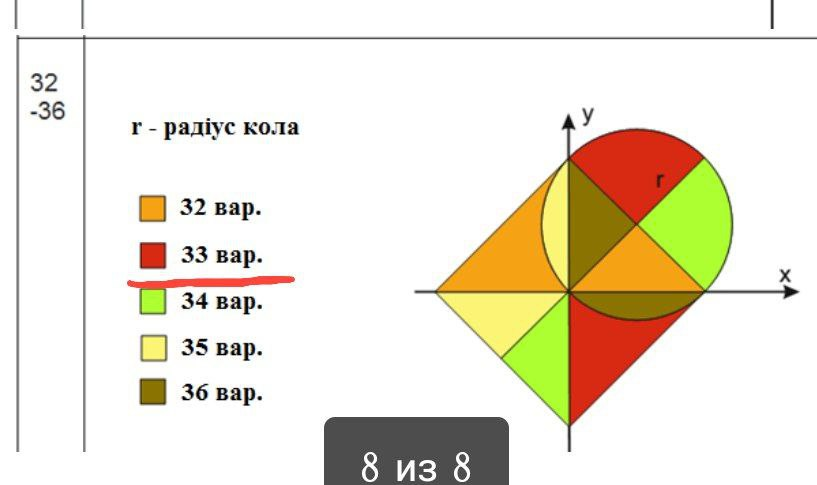 32
-36
r - радіус кола
32 вар.
33 вар.
34 вар.
35 вар.
36 вар.
y
r
x
8 из 8